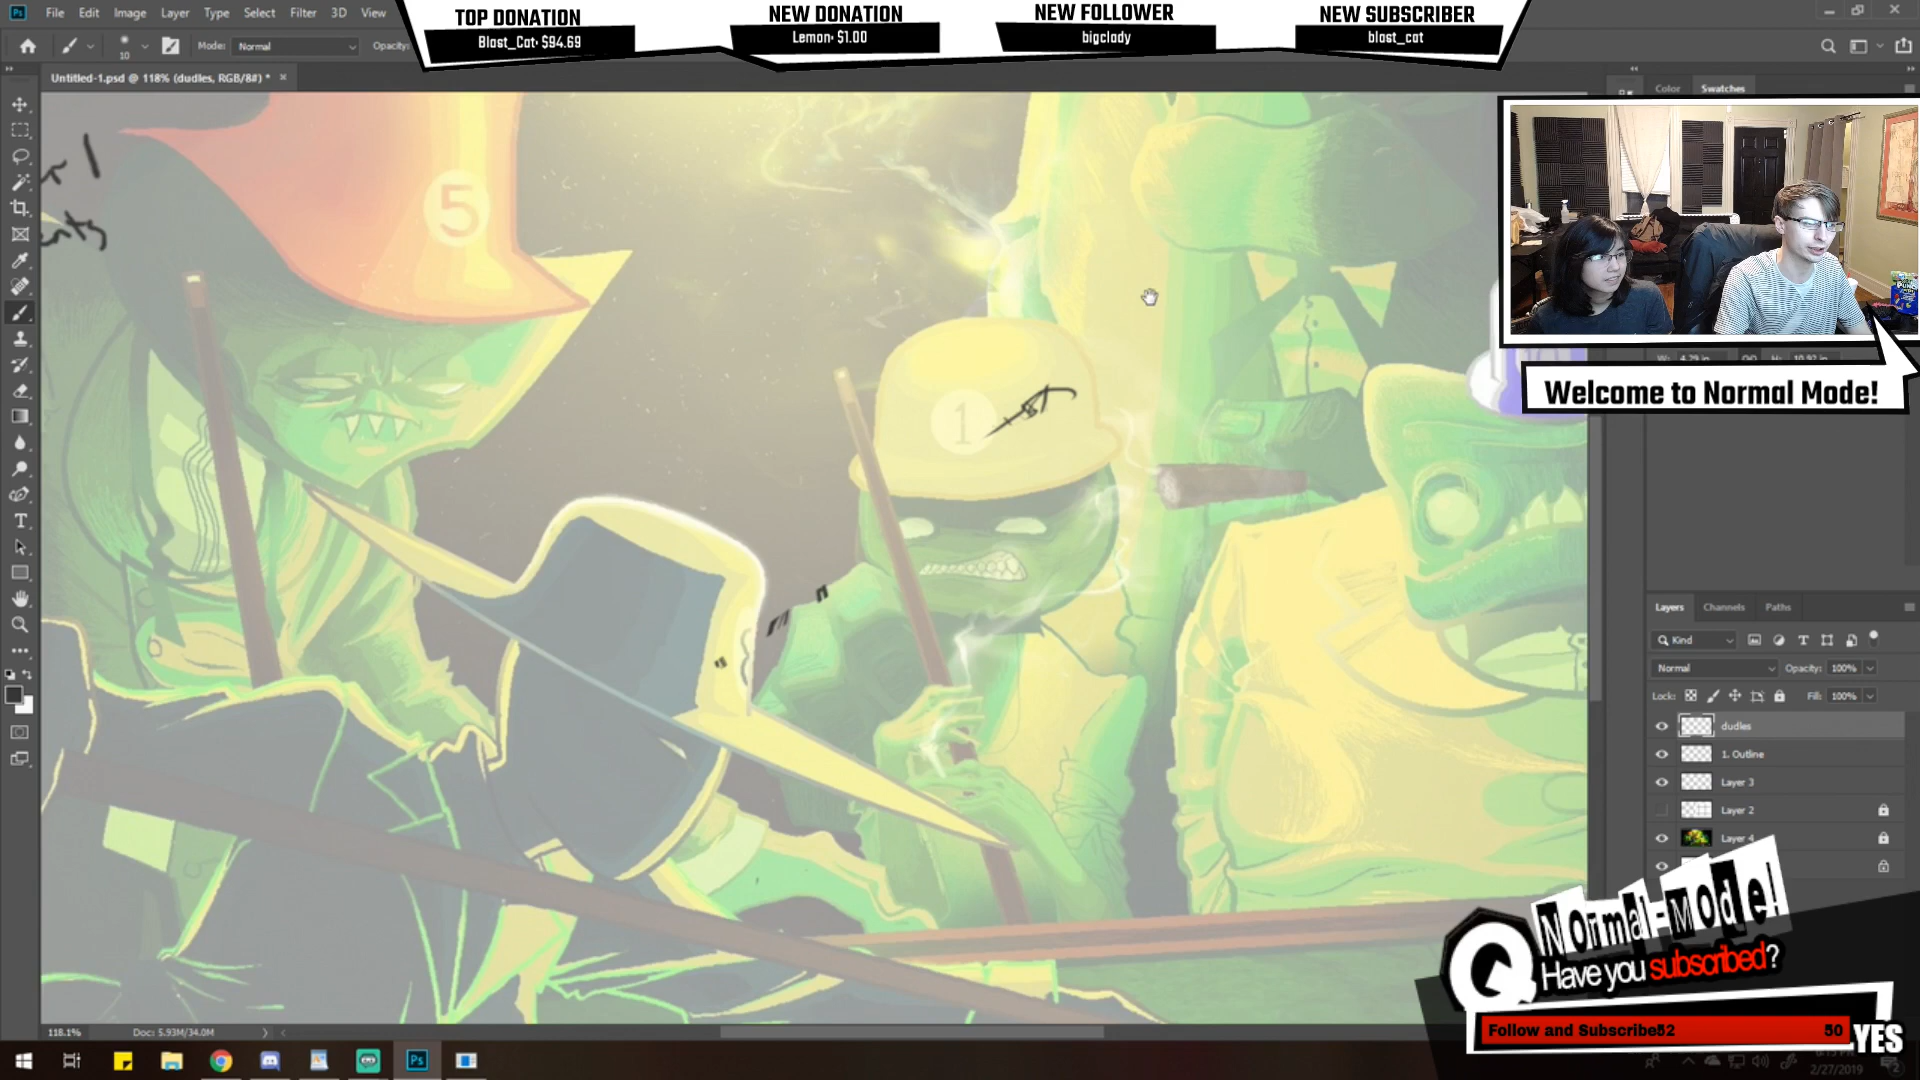 File Edit Image Layer Type Select Filter 3D View
TOP DONATION
Blast_Cat: $94.69
NEW DONATION
Lemon: $1.00
NEW FOLLOWER
bigclady
NEW SUBSCRIBER
blast_cat
10
Mode: Normal
Opacity:
Untitled-1.psd @ 118% (dudles, RGB/8#) *
Color Swatches
5
1
Welcome to Normal Mode!
Layers Channels Paths
Kind
Normal Opacity: 100%
Lock: Fill: 100%
dudles
1. Outline
Layer 3
Layer 2
Layer 4
Normal-Mode!
Have you subscribed?
Follow and Subscribe52 50
YES
118.1% Doc: 5.93M/34.0M
2/27/2019